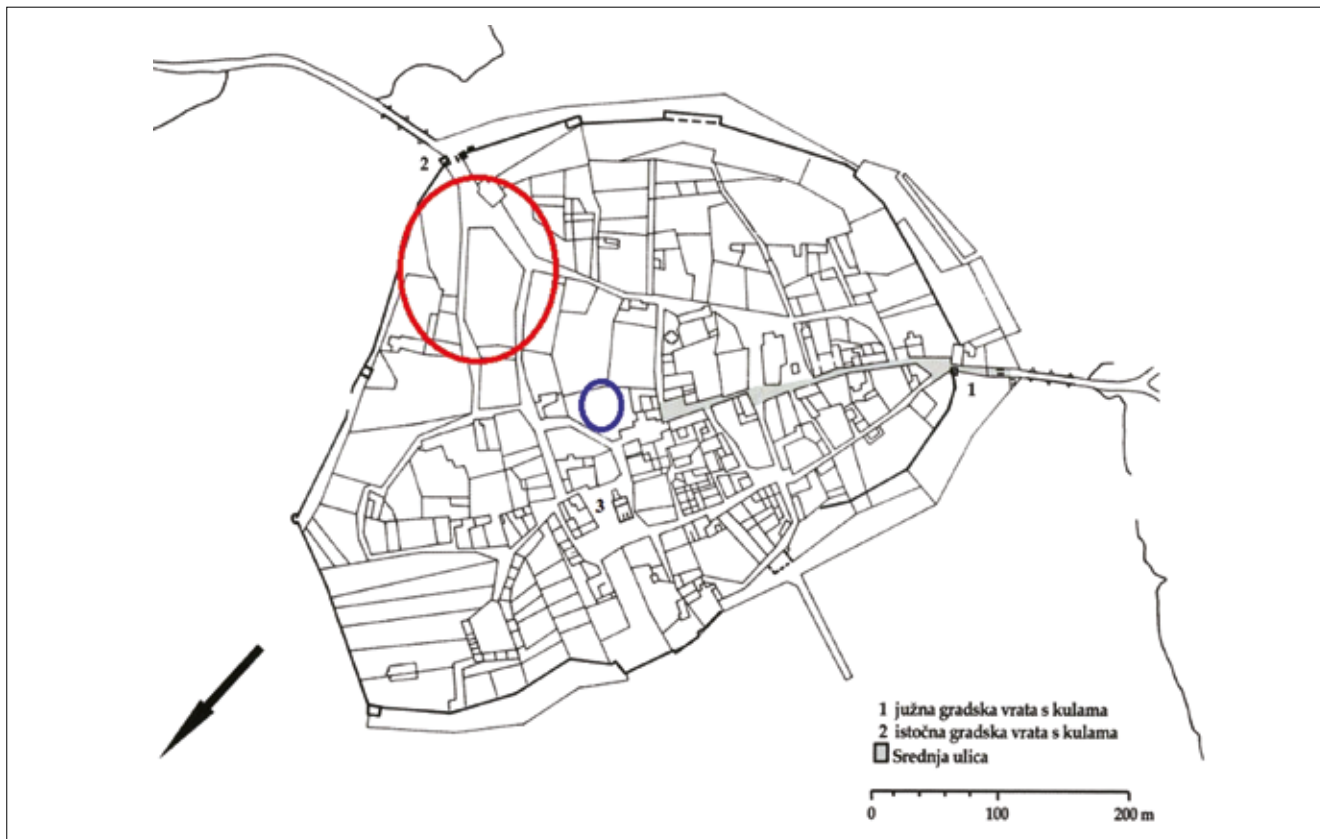 2
1
3
1 južna gradska vrata s kulama
2 istočna gradska vrata s kulama
Srednja ulica
0 100 200 m